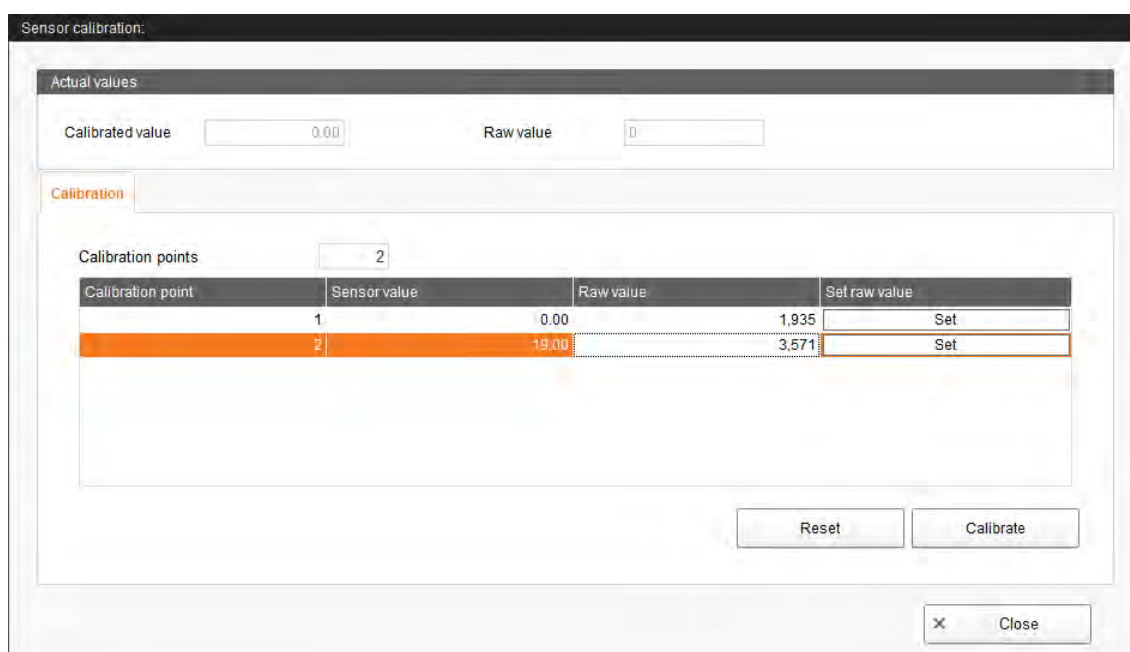 Sensor calibration:
Actual values
Calibrated value 0.00 Raw value 0
Calibration
Calibration points 2
Calibration point Sensor value Raw value Set raw value
1 0.00 1,935 Set
2 19.00 3,571 Set
Reset Calibrate
× Close